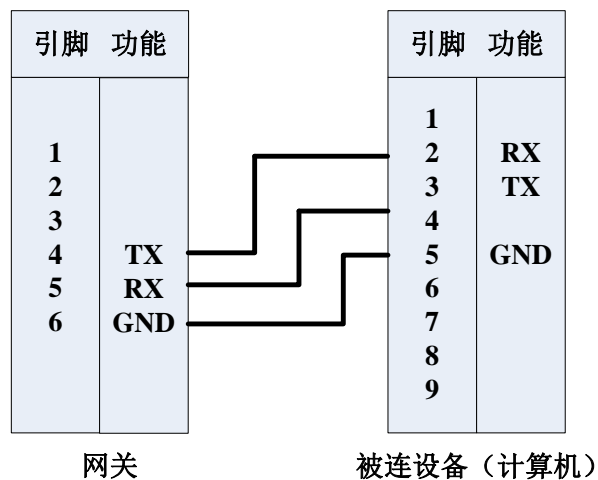 引脚 功能
1
2
3
4 TX
5 RX
6 GND
网关
引脚 功能
1
2 RX
3 TX
4
5 GND
6
7
8
9
被连设备（计算机）